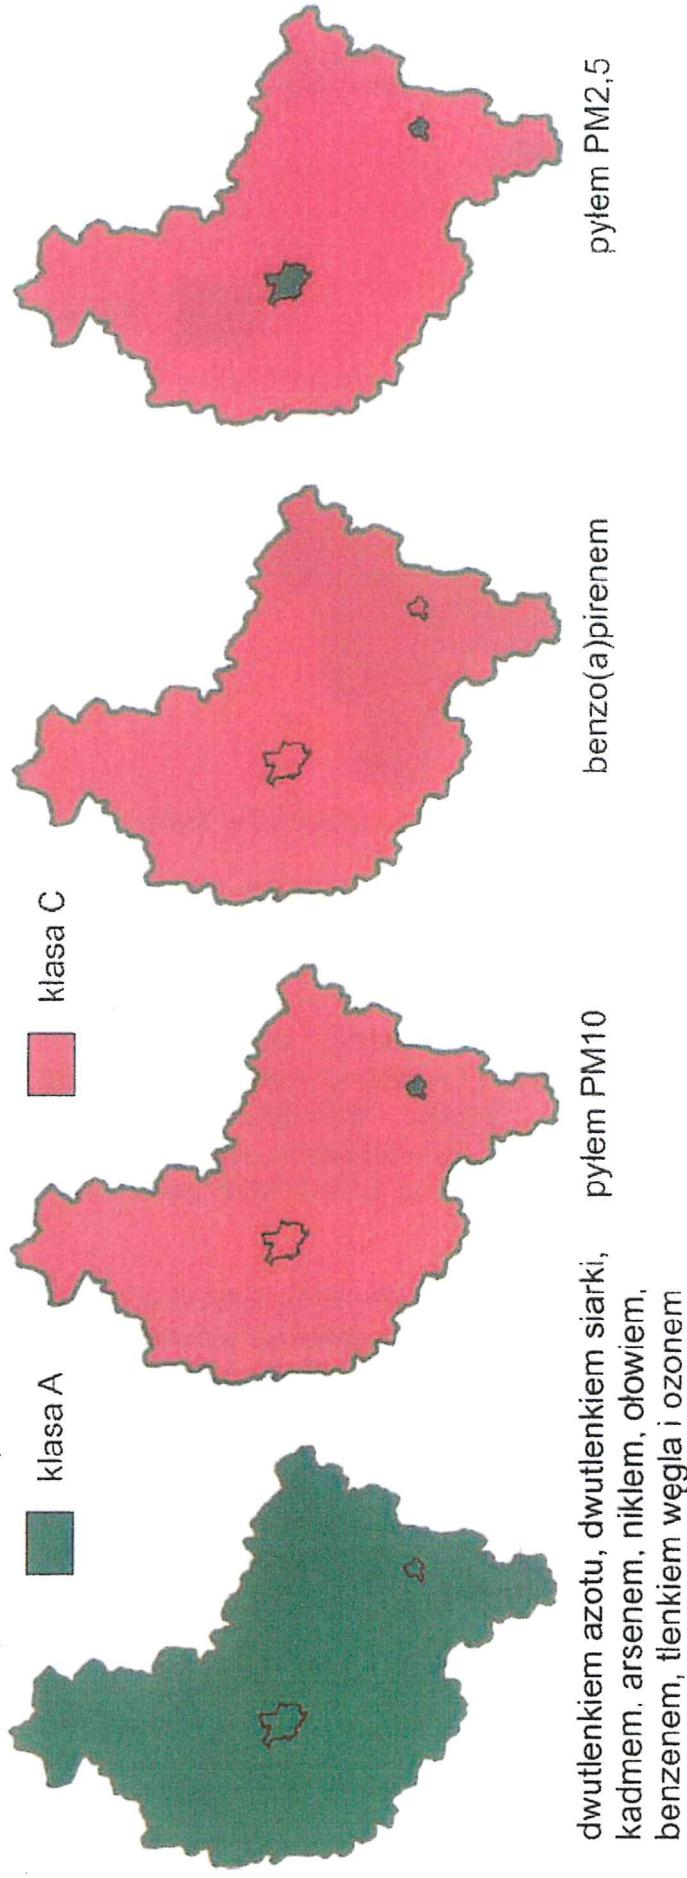 klasa A
klasa C
dwutlenkiem azotu, dwutlenkiem siarki,
kadmem. arsenem, niklem, ołowiem,
benzenem, tlenkiem węgla i ozonem
pyłem PM10
benzo(a)pirenem
pyłem PM2,5